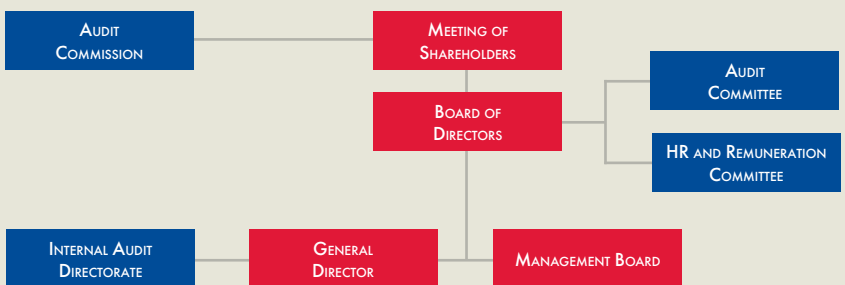 Audit
Commission
Meeting of
Shareholders
Audit
Committee
Board of
Directors
HR and Remuneration
Committee
Internal Audit
Directorate
General
Director
Management Board